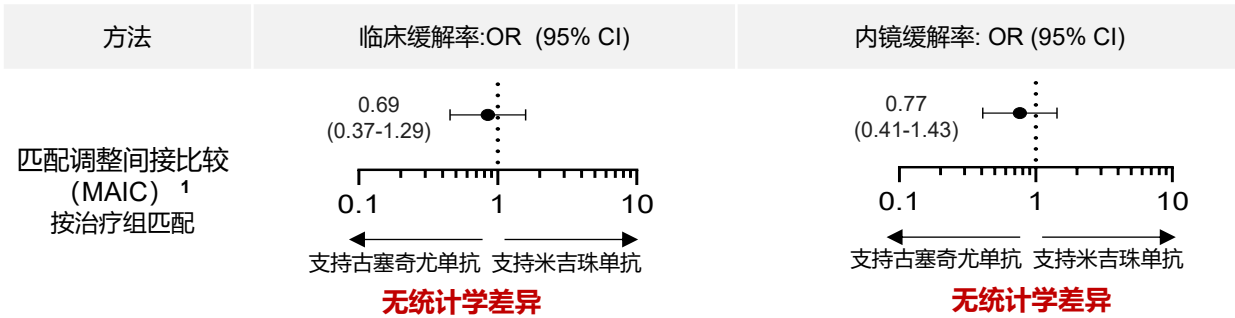 方法
临床缓解率:OR (95% CI)
内镜缓解率: OR (95% CI)
匹配调整间接比较
（MAIC）1
按治疗组匹配
0.69
(0.37-1.29)
0.1 1 10
支持古塞奇尤单抗 支持米吉珠单抗
无统计学差异
0.77
(0.41-1.43)
0.1 1 10
支持古塞奇尤单抗 支持米吉珠单抗
无统计学差异